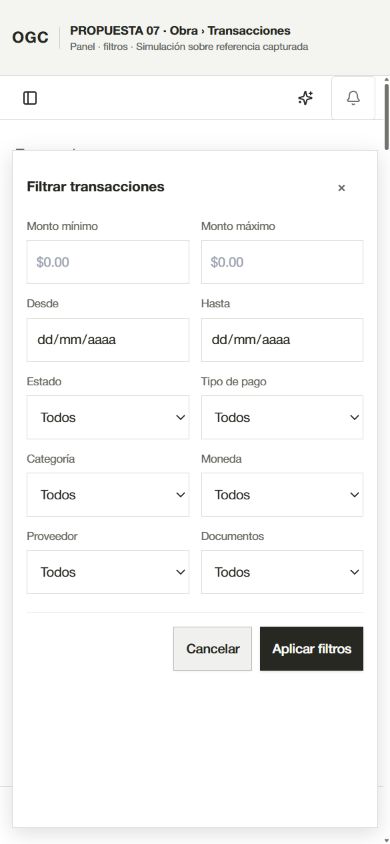 OGC
PROPUESTA 07 · Obra › Transacciones
Panel · filtros · Simulación sobre referencia capturada
Filtrar transacciones
×
Monto mínimo
Monto máximo
$0.00
$0.00
Desde
Hasta
dd/mm/aaaa
dd/mm/aaaa
Estado
Tipo de pago
Todos
Todos
Categoría
Moneda
Todos
Todos
Proveedor
Documentos
Todos
Todos
Cancelar
Aplicar filtros